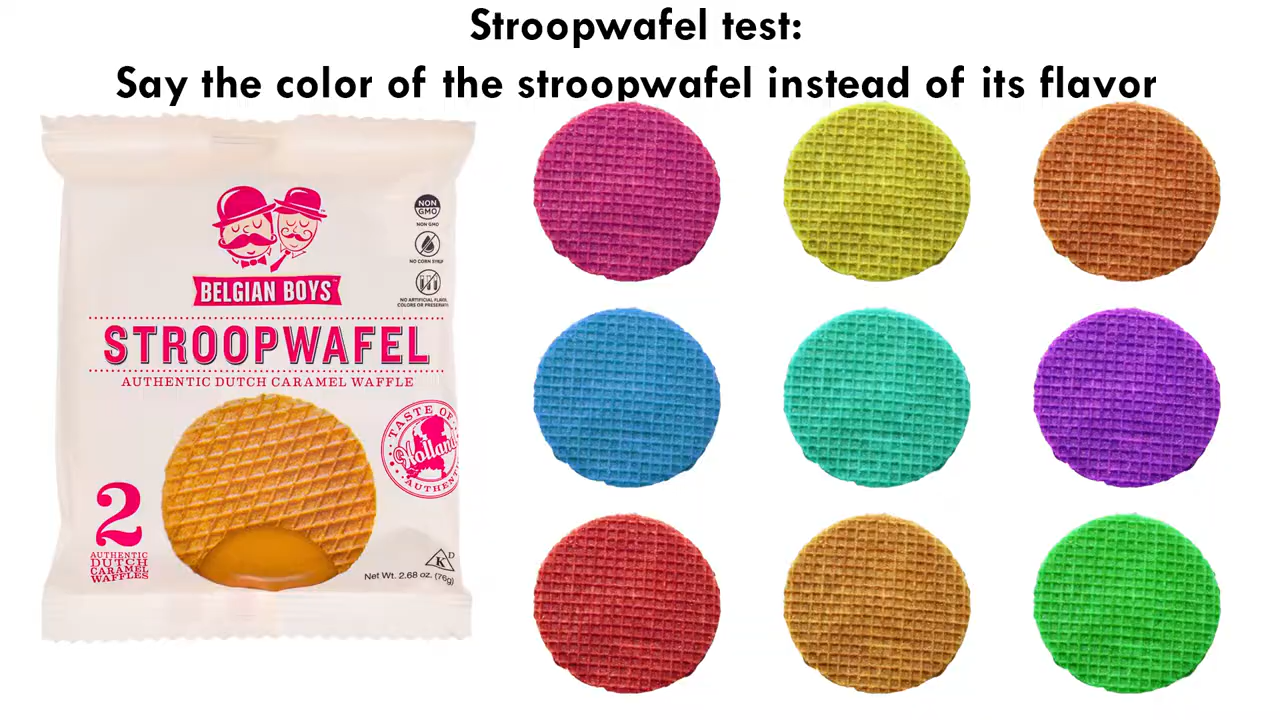 Stroopwafel test:
Say the color of the stroopwafel instead of its flavor
NON
GMO
NON GMO
NO CORN SYRUP
NO ARTIFICIAL FLAVOR,
COLORS OR PRESERVA
BELGIAN BOYS
STROOPWAFEL
AUTHENTIC DUTCH CARAMEL WAFFLE
TASTE OF
Holland
AUTHENT
2
AUTHENTIC
DUTCH
CARAMEL
WAFFLES
K D
Net Wt. 2.68 oz. (76g)